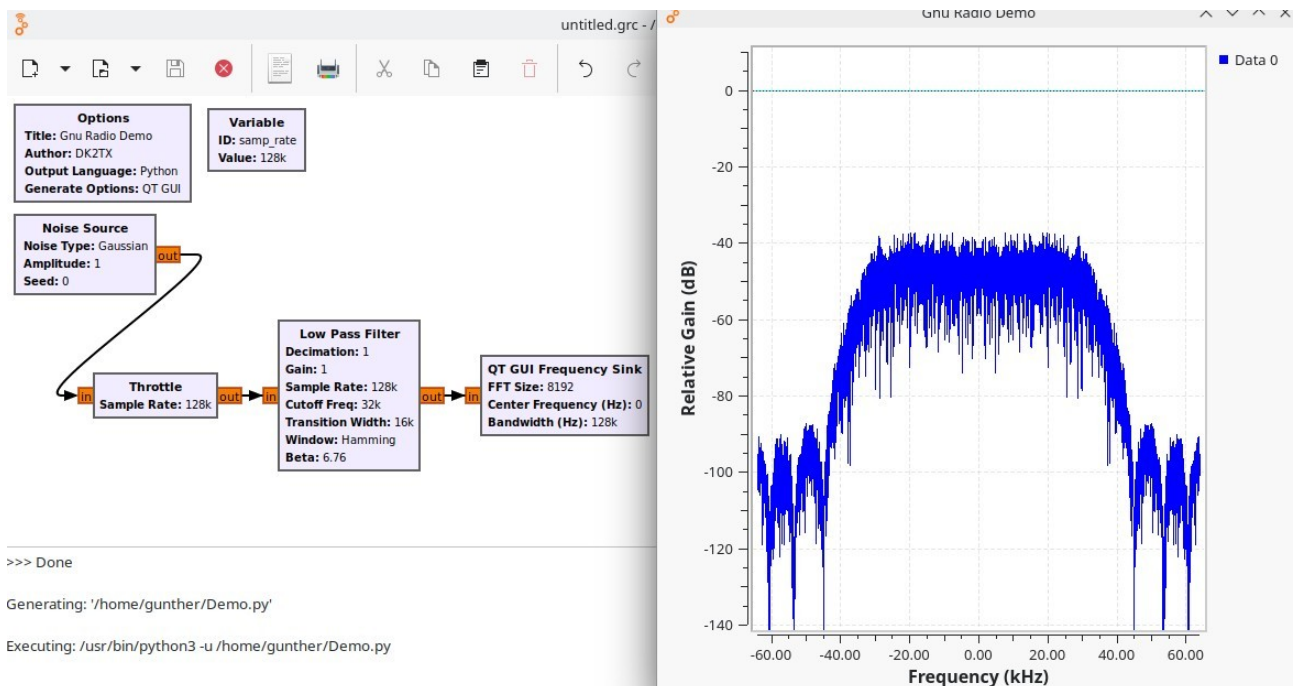 untitled.grc - /
Options
Title: Gnu Radio Demo
Author: DK2TX
Output Language: Python
Generate Options: QT GUI
Variable
ID: samp_rate
Value: 128k
Noise Source
Noise Type: Gaussian
Amplitude: 1
Seed: 0
out
in
Throttle
Sample Rate: 128k
out
in
Low Pass Filter
Decimation: 1
Gain: 1
Sample Rate: 128k
Cutoff Freq: 32k
Transition Width: 16k
Window: Hamming
Beta: 6.76
out
in
QT GUI Frequency Sink
FFT Size: 8192
Center Frequency (Hz): 0
Bandwidth (Hz): 128k
>>> Done
Generating: '/home/gunther/Demo.py'
Executing: /usr/bin/python3 -u /home/gunther/Demo.py
Gnu Radio Demo
Data 0
Relative Gain (dB)
0
-20
-40
-60
-80
-100
-120
-140
-60.00 -40.00 -20.00 0.00 20.00 40.00 60.00
Frequency (kHz)